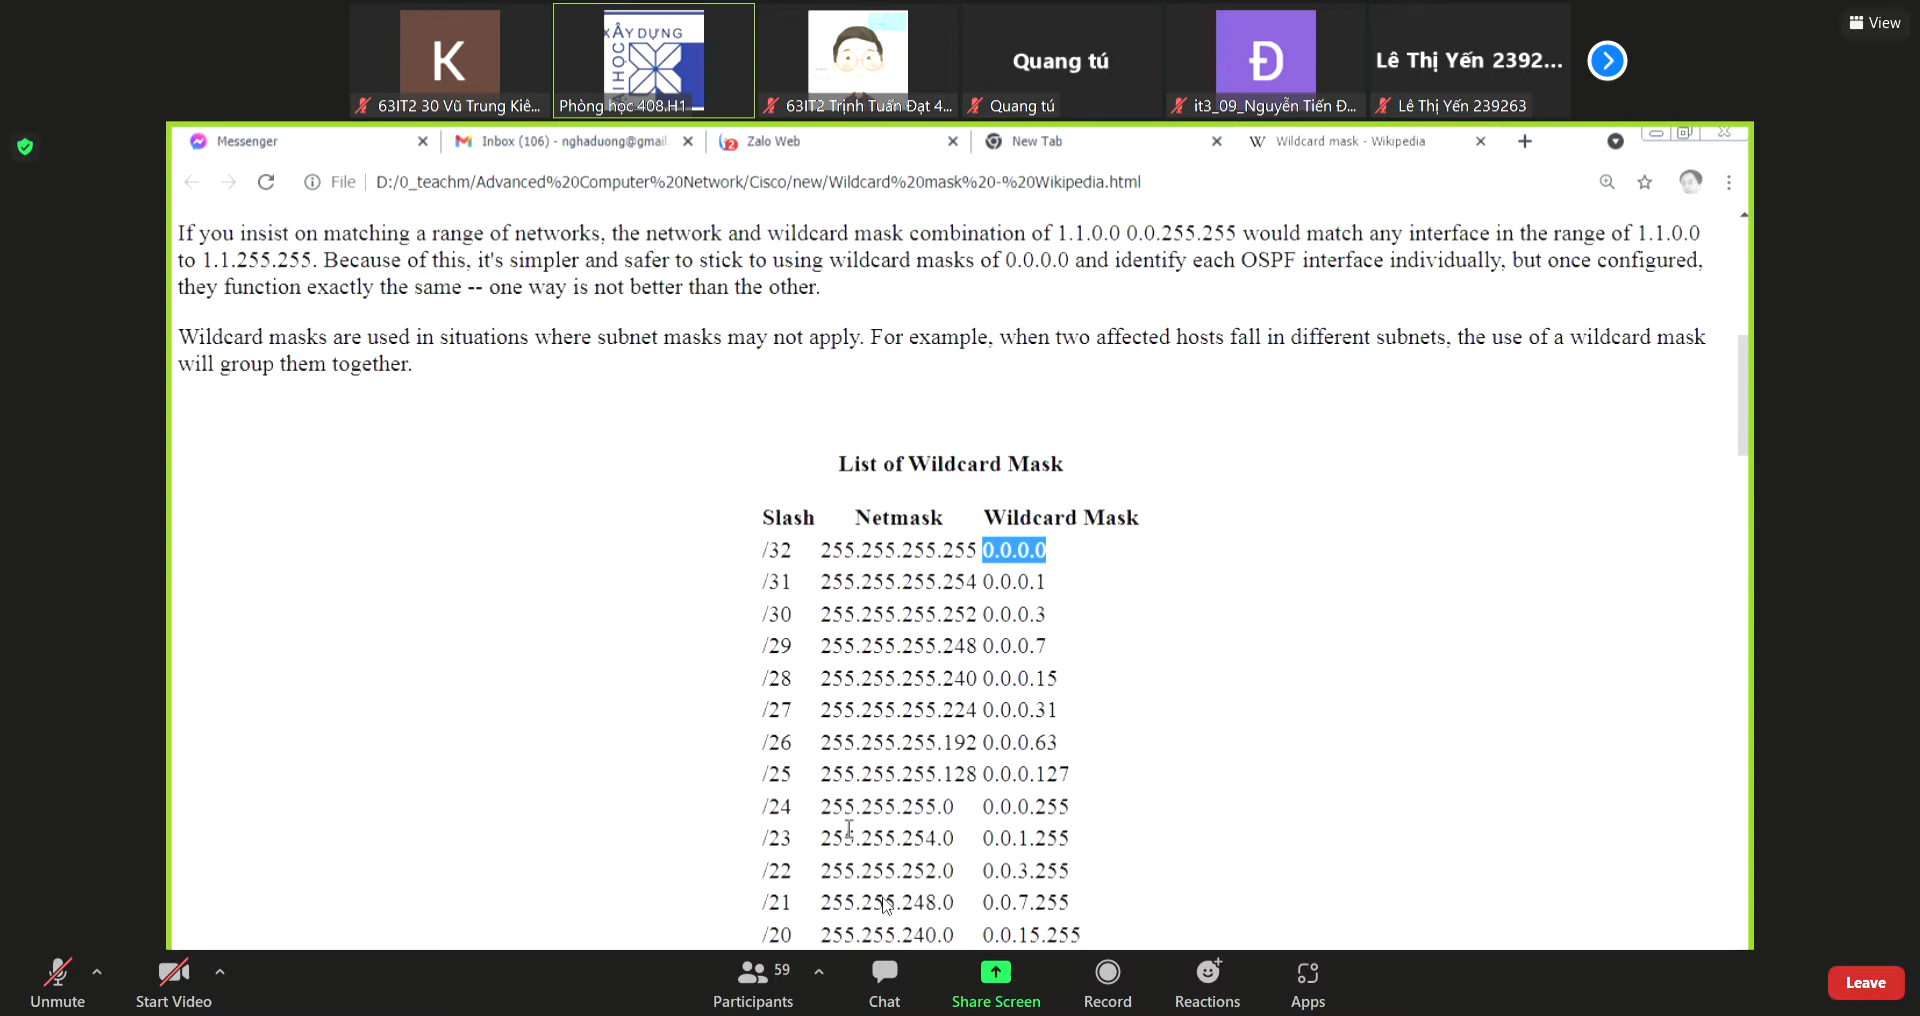 View
K
XÂY DỰNG
I HỌC
Quang tú
Đ
Lê Thị Yến 2392...
63IT2 30 Vũ Trung Kiê...
Phòng học 408.H1
63IT2 Trịnh Tuấn Đạt 4...
Quang tú
it3_09_Nguyễn Tiến Đ...
Lê Thị Yến 239263
Messenger
Inbox (106) - nghaduong@gmail.
2
Zalo Web
New Tab
W
Wildcard mask - Wikipedia
File
D:/0_teachm/Advanced%20Computer%20Network/Cisco/new/Wildcard%20mask%20-%20Wikipedia.html
If you insist on matching a range of networks, the network and wildcard mask combination of 1.1.0.0 0.0.255.255 would match any interface in the range of 1.1.0.0
to 1.1.255.255. Because of this, it's simpler and safer to stick to using wildcard masks of 0.0.0.0 and identify each OSPF interface individually, but once configured,
they function exactly the same -- one way is not better than the other.
Wildcard masks are used in situations where subnet masks may not apply. For example, when two affected hosts fall in different subnets, the use of a wildcard mask
will group them together.
List of Wildcard Mask
Slash Netmask Wildcard Mask
/32 255.255.255.255 0.0.0.0
/31 255.255.255.254 0.0.0.1
/30 255.255.255.252 0.0.0.3
/29 255.255.255.248 0.0.0.7
/28 255.255.255.240 0.0.0.15
/27 255.255.255.224 0.0.0.31
/26 255.255.255.192 0.0.0.63
/25 255.255.255.128 0.0.0.127
/24 255.255.255.0 0.0.0.255
/23 255.255.254.0 0.0.1.255
/22 255.255.252.0 0.0.3.255
/21 255.255.248.0 0.0.7.255
/20 255.255.240.0 0.0.15.255
Unmute
Start Video
59
Participants
Chat
Share Screen
Record
Reactions
Apps
Leave